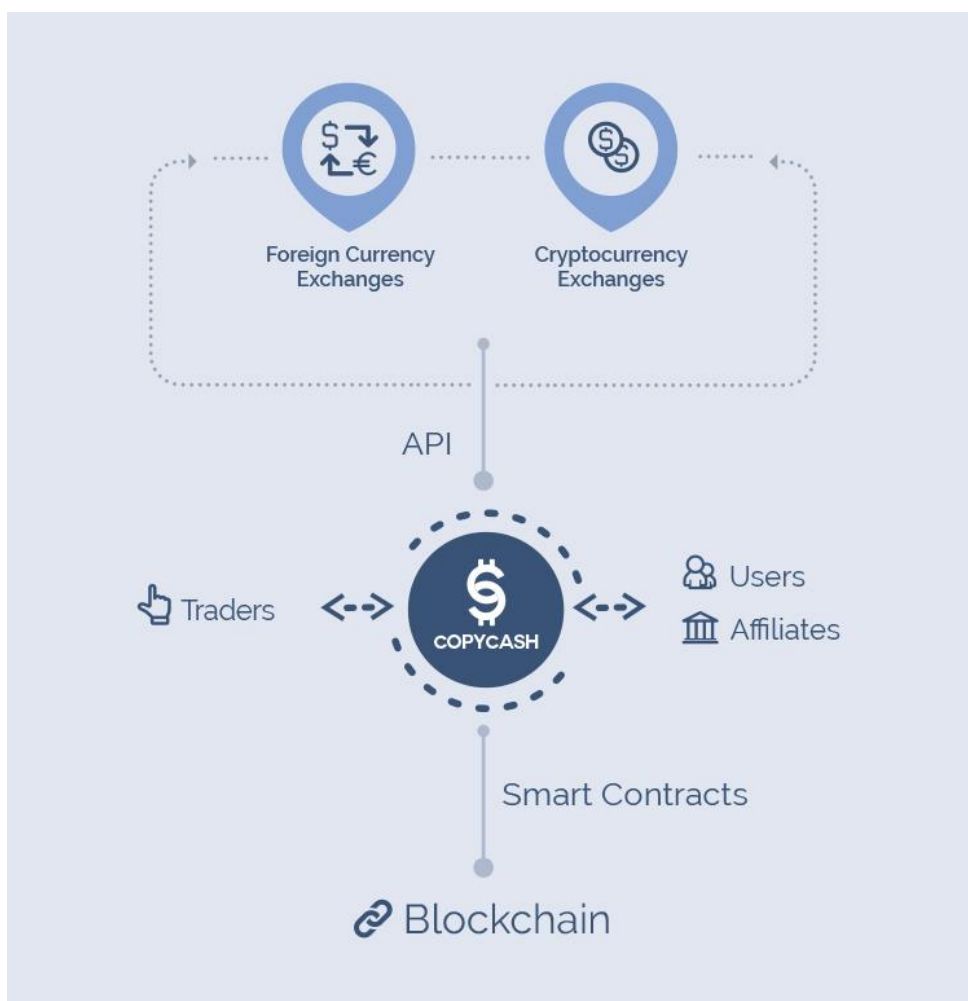 Foreign Currency
Exchanges
Cryptocurrency
Exchanges
API
Traders
COPYCASH
Users
Affiliates
Smart Contracts
Blockchain